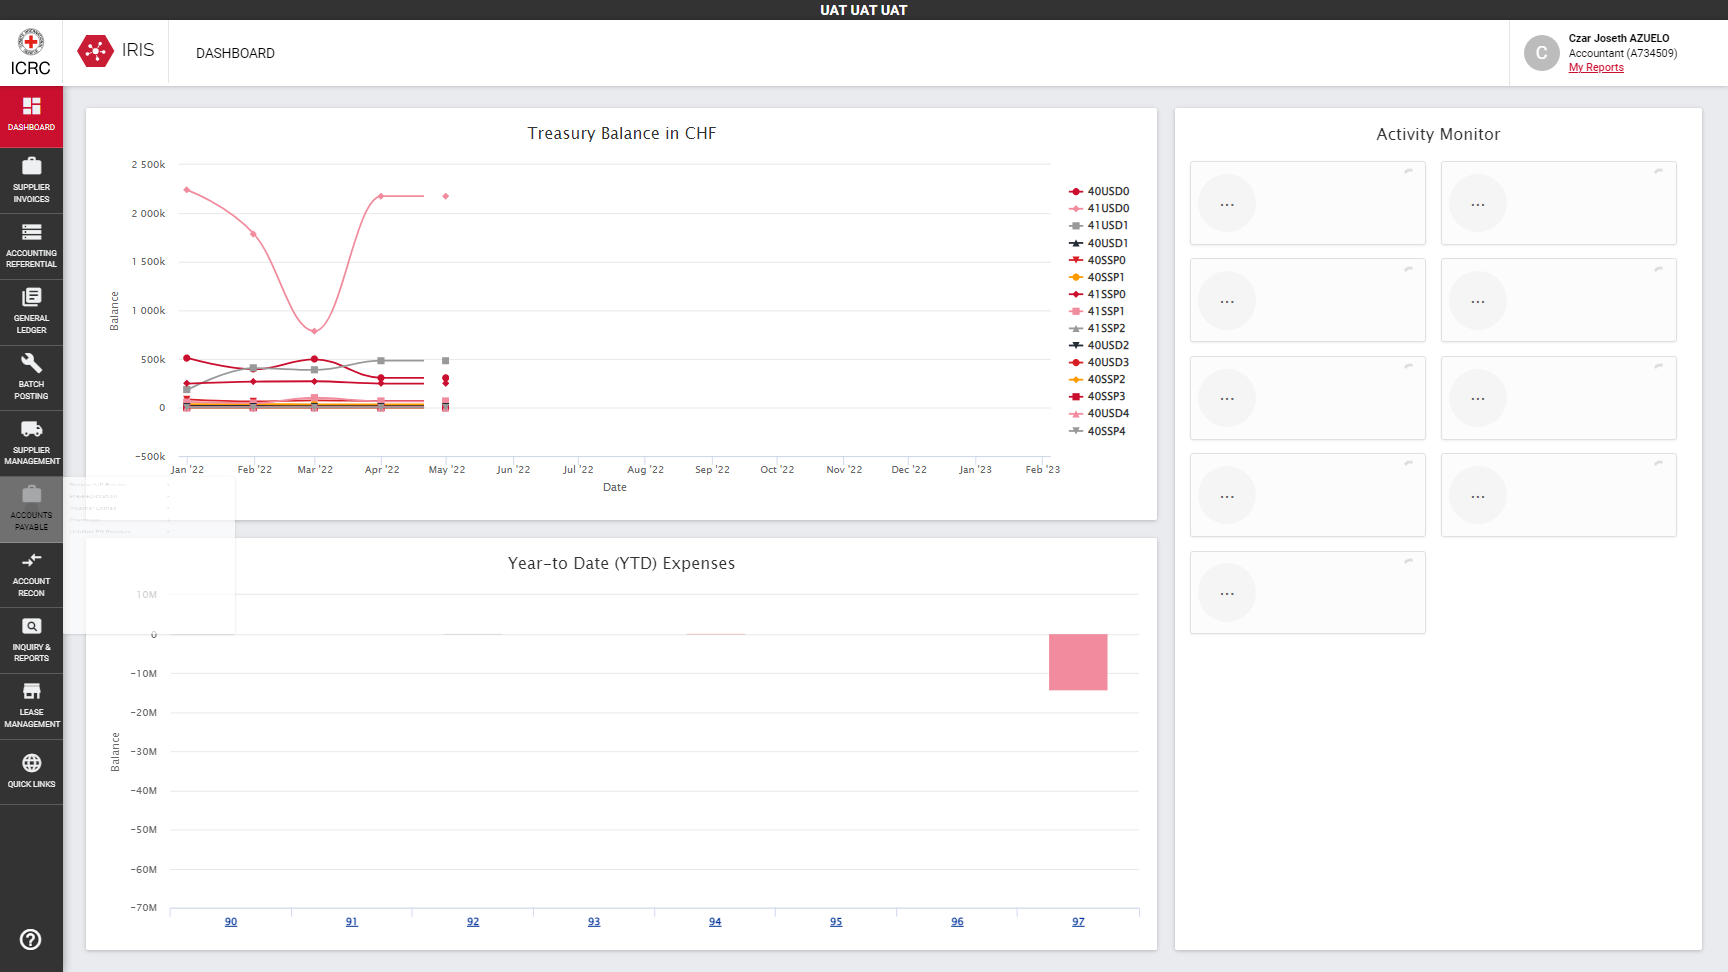 UAT UAT UAT
ICRC
IRIS
DASHBOARD
C
Czar Joseth AZUELO
Accountant (A734509)
My Reports
DASHBOARD
SUPPLIER
INVOICES
ACCOUNTING
REFERENTIAL
GENERAL
LEDGER
BATCH
POSTING
SUPPLIER
MANAGEMENT
ACCOUNTS
PAYABLE
ACCOUNT
RECON
INQUIRY &
REPORTS
LEASE
MANAGEMENT
QUICK LINKS
Treasury Balance in CHF
Balance
2 500k
2 000k
1 500k
1 000k
500k
0
-500k
Jan '22
Feb '22
Mar '22
Apr '22
May '22
Jun '22
Jul '22
Aug '22
Sep '22
Oct '22
Nov '22
Dec '22
Jan '23
Feb '23
Date
40USD0
41USD0
41USD1
40USD1
40SSP0
40SSP1
41SSP0
41SSP1
41SSP2
40USD2
40USD3
40SSP2
40SSP3
40USD4
40SSP4
Year-to Date (YTD) Expenses
Balance
10M
0
-10M
-20M
-30M
-40M
-50M
-60M
-70M
90
91
92
93
94
95
96
97
Activity Monitor
...
...
...
...
...
...
...
...
...